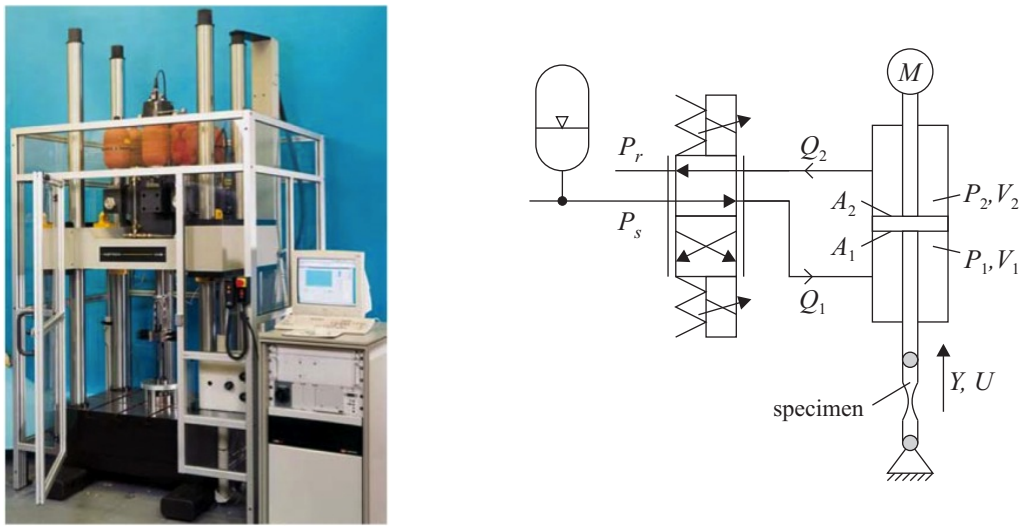 M
P_r
Q_2
P_s
A_2
P_2, V_2
A_1
P_1, V_1
Q_1
Y, U
specimen